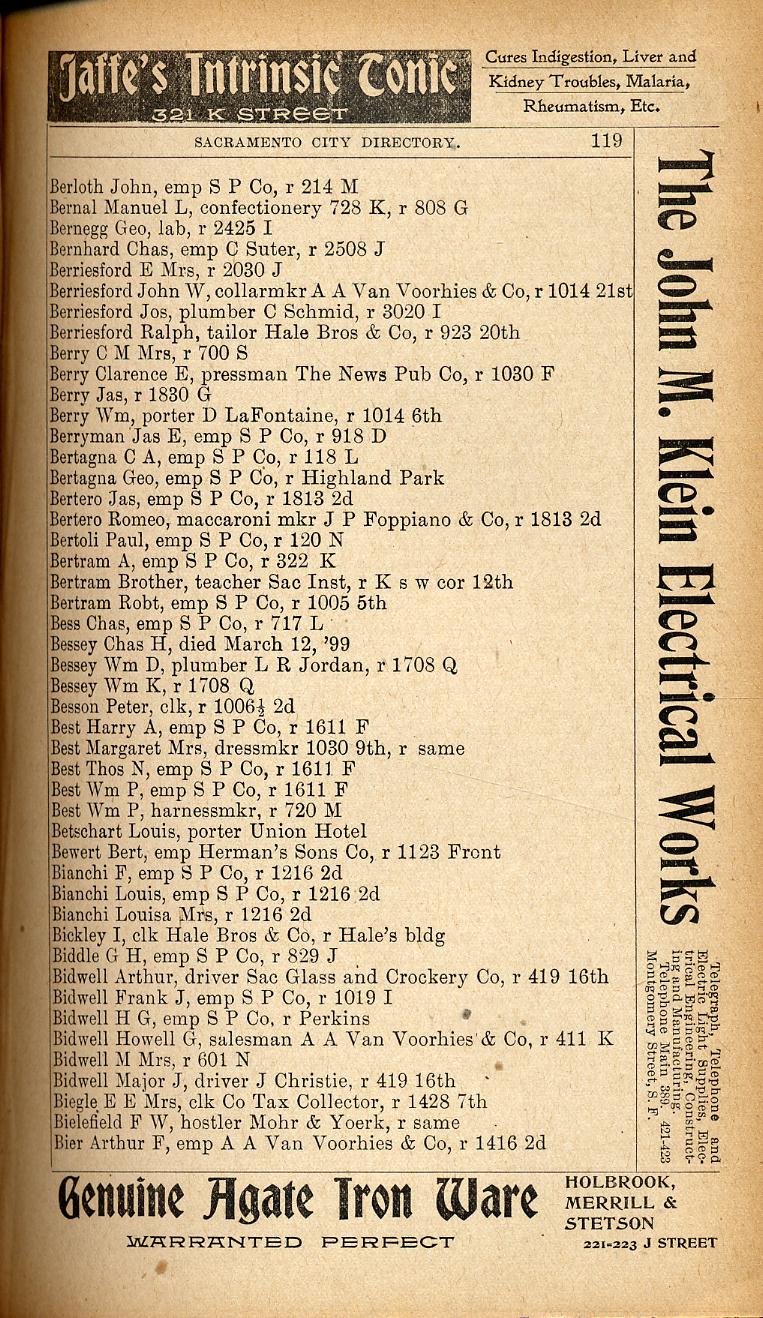 Jaffe's Intrinsic Tonic
321 K STREET
Cures Indigestion, Liver and
Kidney Troubles, Malaria,
Rheumatism, Etc.
SACRAMENTO CITY DIRECTORY. 119
Berloth John, emp S P Co, r 214 M
Bernal Manuel L, confectionery 728 K, r 808 G
Bernegg Geo, lab, r 2425 I
Bernhard Chas, emp C Suter, r 2508 J
Berriesford E Mrs, r 2030 J
Berriesford John W, collarmkr A A Van Voorhies & Co, r 1014 21st
Berriesford Jos, plumber C Schmid, r 3020 I
Berriesford Ralph, tailor Hale Bros & Co, r 923 20th
Berry C M Mrs, r 700 S
Berry Clarence E, pressman The News Pub Co, r 1030 F
Berry Jas, r 1830 G
Berry Wm, porter D LaFontaine, r 1014 6th
Berryman Jas E, emp S P Co, r 918 D
Bertagna C A, emp S P Co, r 118 L
Bertagna Geo, emp S P Co, r Highland Park
Bertero Jas, emp S P Co, r 1813 2d
Bertero Romeo, maccaroni mkr J P Foppiano & Co, r 1813 2d
Bertoli Paul, emp S P Co, r 120 N
Bertram A, emp S P Co, r 322 K
Bertram Brother, teacher Sac Inst, r K s w cor 12th
Bertram Robt, emp S P Co, r 1005 5th
Bess Chas, emp S P Co, r 717 L
Bessey Chas H, died March 12, '99
Bessey Wm D, plumber L R Jordan, r 1708 Q
Bessey Wm K, r 1708 Q
Besson Peter, clk, r 1006½ 2d
Best Harry A, emp S P Co, r 1611 F
Best Margaret Mrs, dressmkr 1030 9th, r same
Best Thos N, emp S P Co, r 1611 F
Best Wm P, emp S P Co, r 1611 F
Best Wm P, harnessmkr, r 720 M
Betschart Louis, porter Union Hotel
Bewert Bert, emp Herman's Sons Co, r 1123 Front
Bianchi F, emp S P Co, r 1216 2d
Bianchi Louis, emp S P Co, r 1216 2d
Bianchi Louisa Mrs, r 1216 2d
Bickley I, clk Hale Bros & Co, r Hale's bldg
Biddle G H, emp S P Co, r 829 J
Bidwell Arthur, driver Sac Glass and Crockery Co, r 419 16th
Bidwell Frank J, emp S P Co, r 1019 I
Bidwell H G, emp S P Co, r Perkins
Bidwell Howell G, salesman A A Van Voorhies & Co, r 411 K
Bidwell M Mrs, r 601 N
Bidwell Major J, driver J Christie, r 419 16th
Biegle E E Mrs, clk Co Tax Collector, r 1428 7th
Bielefield F W, hostler Mohr & Yoerk, r same
Bier Arthur F, emp A A Van Voorhies & Co, r 1416 2d
The John M. Klein Electrical Works
Telegraph, Telephone and
Electric Light Supplies, Elec-
trical Engineering, Construct-
ing and Manufacturing.
Telephone Main 389. 421-423
Montgomery Street, S. F.
Genuine Agate Iron Ware
WARRANTED PERFECT
HOLBROOK,
MERRILL &
STETSON
221-223 J STREET